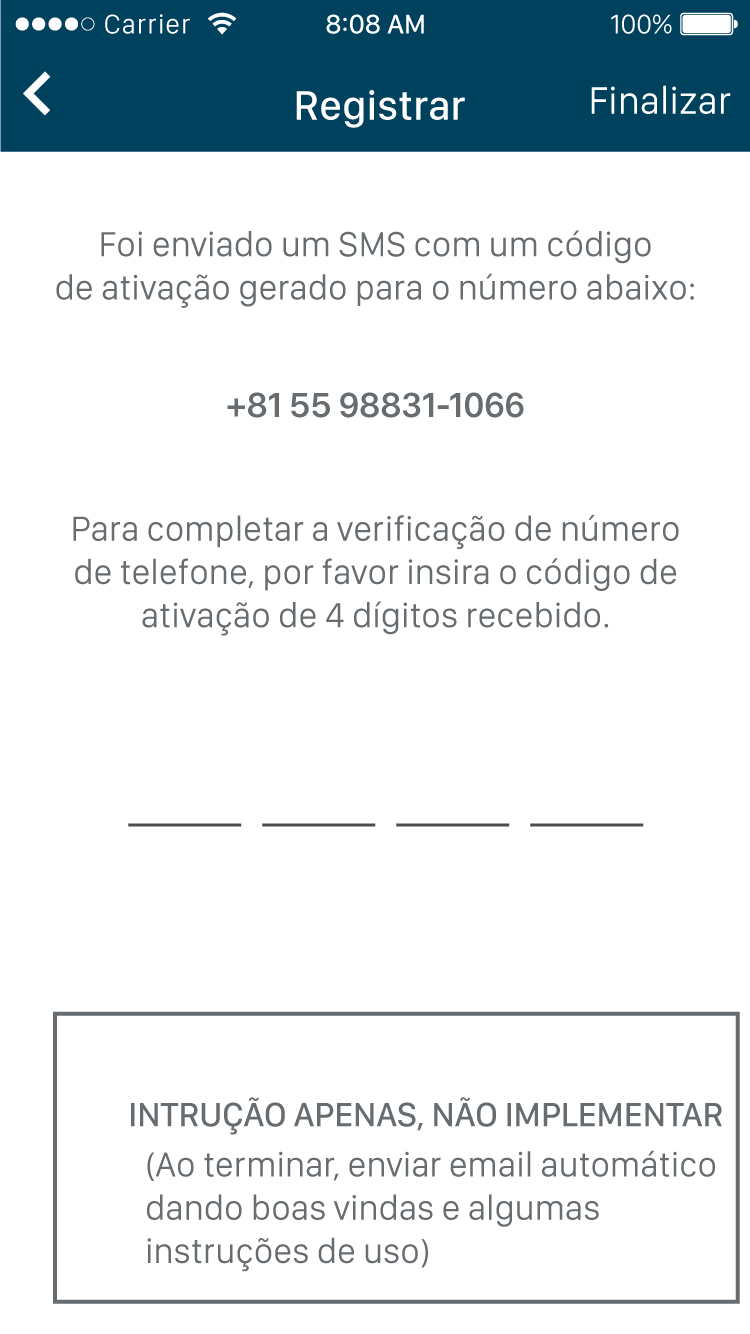 Carrier 8:08 AM 100%
Registrar Finalizar
Foi enviado um SMS com um código
de ativação gerado para o número abaixo:
+81 55 98831-1066
Para completar a verificação de número
de telefone, por favor insira o código de
ativação de 4 dígitos recebido.
INTRUÇÃO APENAS, NÃO IMPLEMENTAR
(Ao terminar, enviar email automático
dando boas vindas e algumas
instruções de uso)